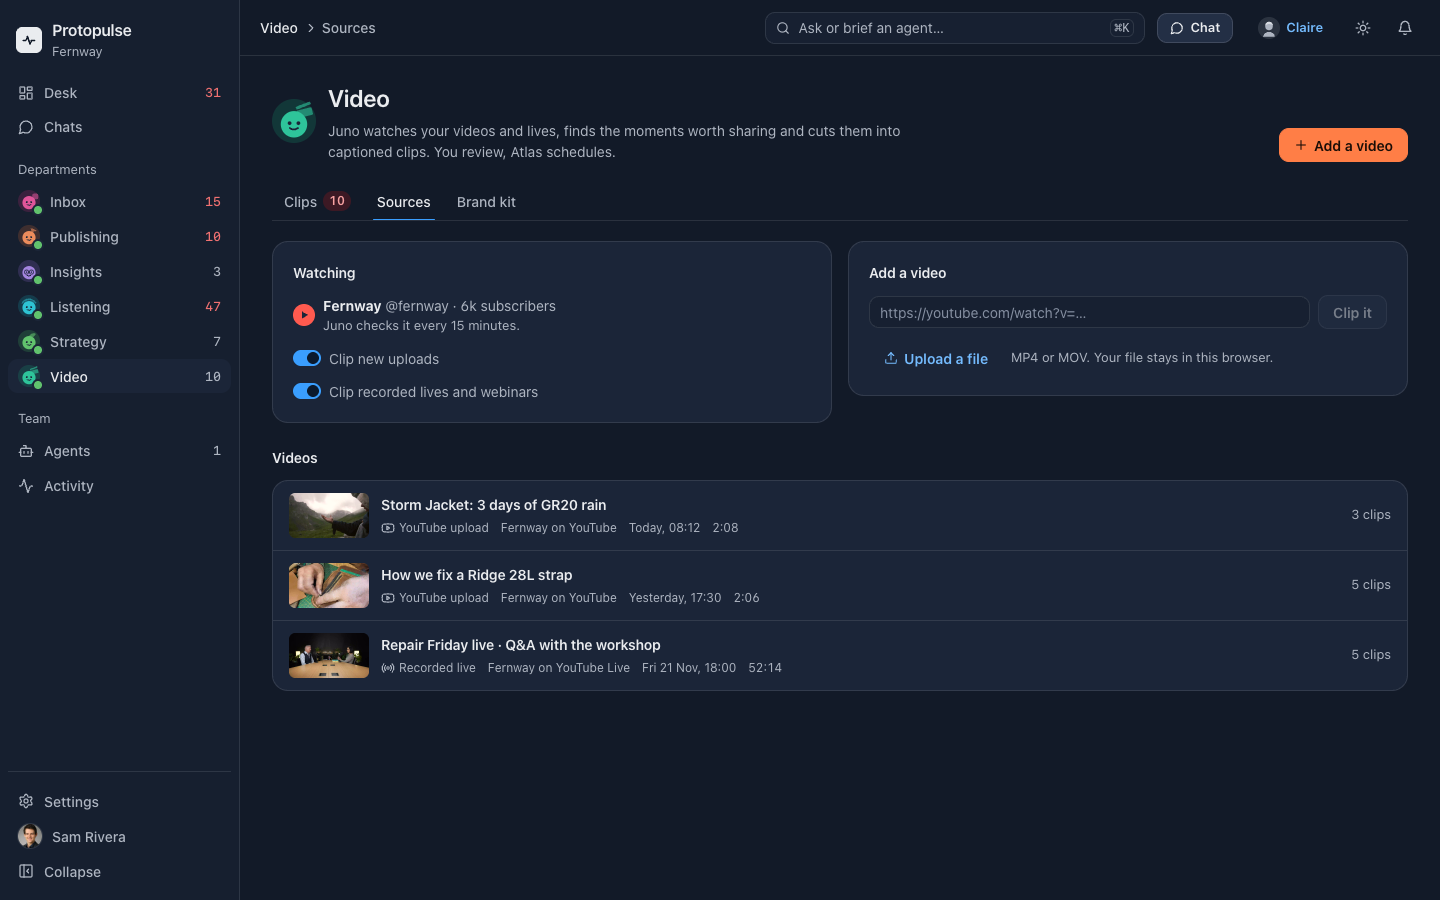 Protopulse
Fernway
Desk 31
Chats
Departments
Inbox 15
Publishing 10
Insights 3
Listening 47
Strategy 7
Video 10
Team
Agents 1
Activity
Settings
Sam Rivera
Collapse
Video > Sources
Ask or brief an agent… ⌘K
Chat
Claire
Video
Juno watches your videos and lives, finds the moments worth sharing and cuts them into
captioned clips. You review, Atlas schedules.
+ Add a video
Clips 10
Sources
Brand kit
Watching
Fernway @fernway · 6k subscribers
Juno checks it every 15 minutes.
Clip new uploads
Clip recorded lives and webinars
Add a video
https://youtube.com/watch?v=…
Clip it
Upload a file
MP4 or MOV. Your file stays in this browser.
Videos
Storm Jacket: 3 days of GR20 rain
YouTube upload Fernway on YouTube Today, 08:12 2:08
3 clips
How we fix a Ridge 28L strap
YouTube upload Fernway on YouTube Yesterday, 17:30 2:06
5 clips
Repair Friday live · Q&A with the workshop
Recorded live Fernway on YouTube Live Fri 21 Nov, 18:00 52:14
5 clips